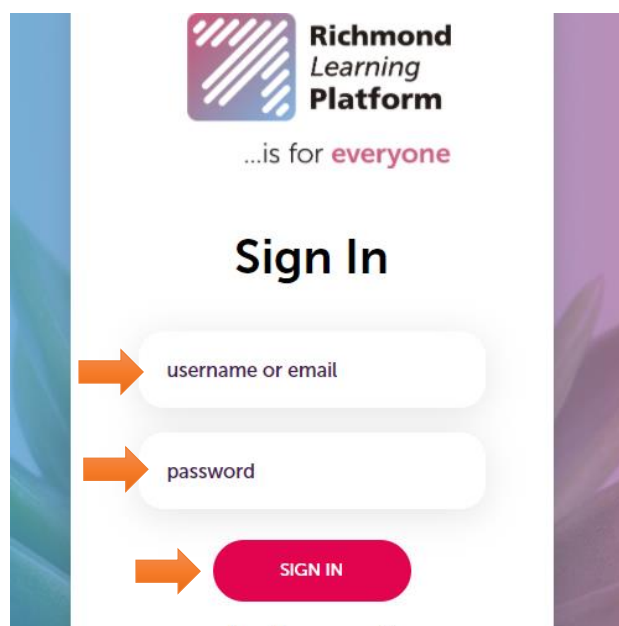 Richmond
Learning
Platform
...is for everyone
Sign In
username or email
password
SIGN IN